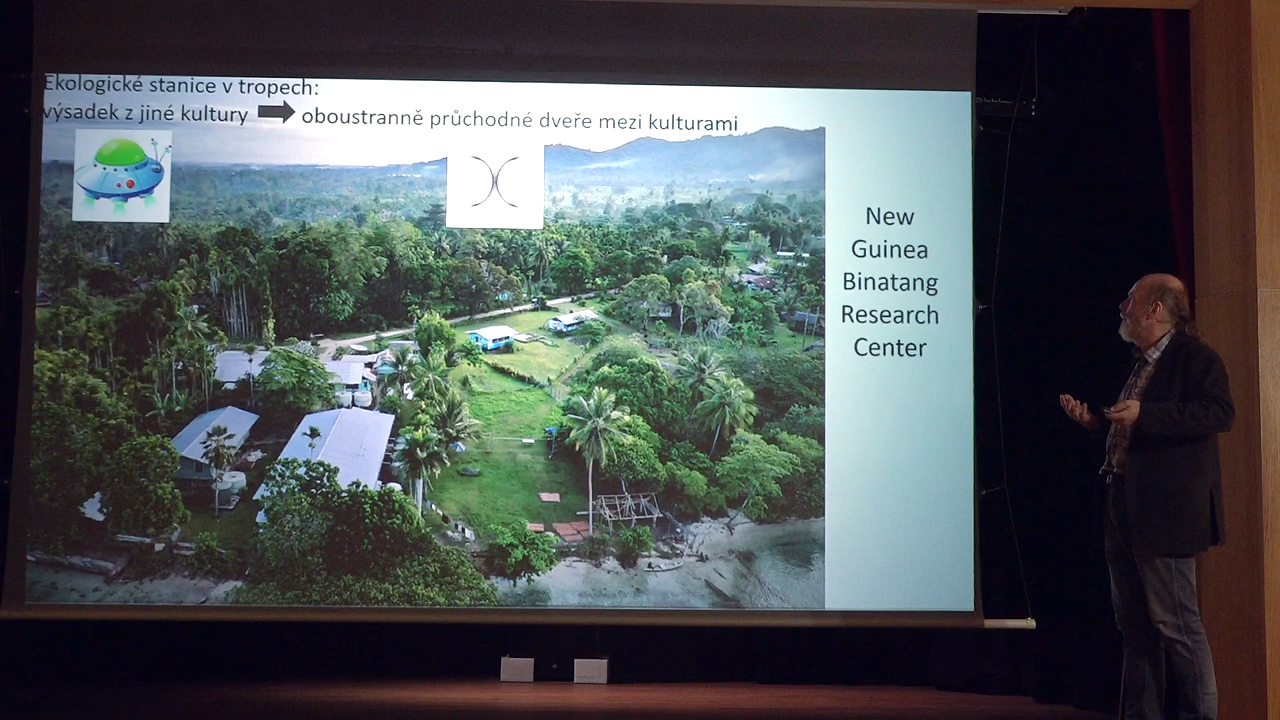 Ekologické stanice v tropech:
výsadek z jiné kultury oboustranně průchodné dveře mezi kulturami
New
Guinea
Binatang
Research
Center